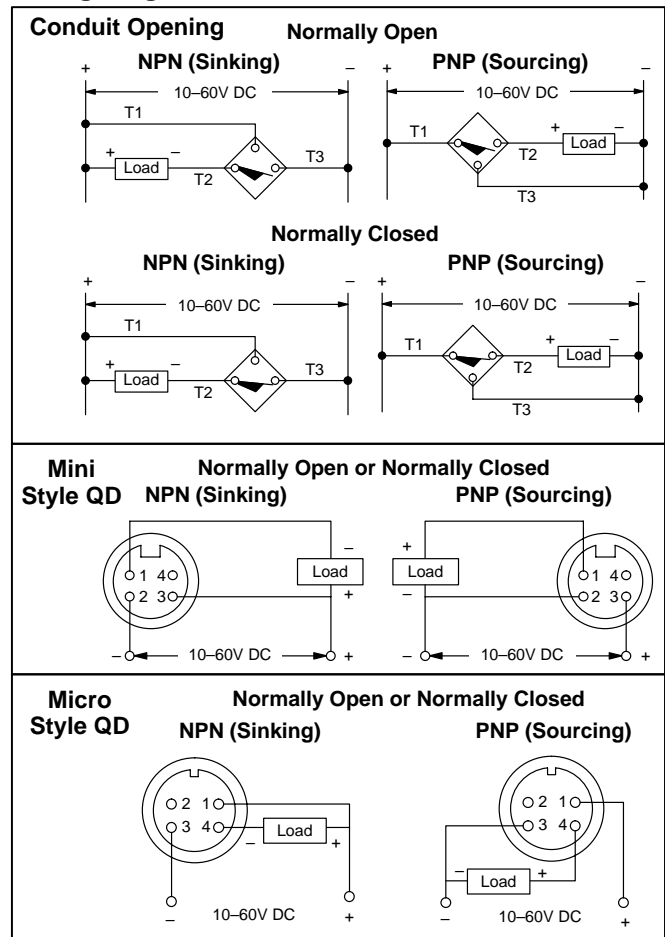 Conduit Opening
Normally Open
NPN (Sinking)
+ –
10–60V DC
T1
+ Load –
T2
T3
PNP (Sourcing)
+ –
10–60V DC
T1
T2
+ Load –
T3
Normally Closed
NPN (Sinking)
+ –
10–60V DC
T1
+ Load –
T2
T3
PNP (Sourcing)
+ –
10–60V DC
T1
T2
+ Load –
T3
Mini
Style QD
Normally Open or Normally Closed
NPN (Sinking)
1 4
2 3
–
Load
+
– 10–60V DC +
PNP (Sourcing)
+
Load
–
1 4
2 3
– 10–60V DC +
Micro
Style QD
Normally Open or Normally Closed
NPN (Sinking)
2 1
3 4
– Load +
– 10–60V DC +
PNP (Sourcing)
2 1
3 4
– Load +
– 10–60V DC +